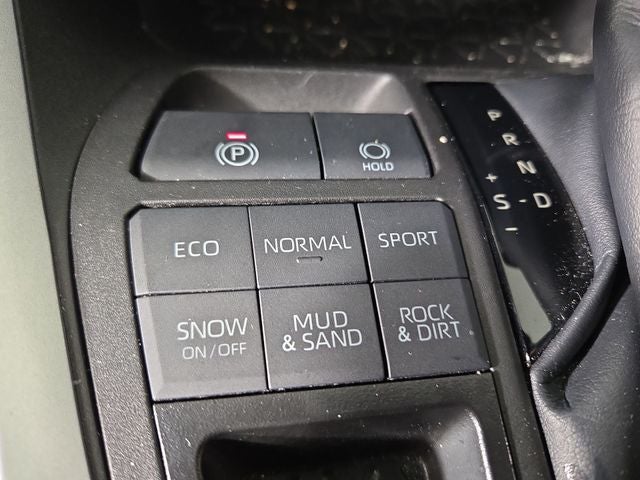 (P)
HOLD
ECO
NORMAL
SPORT
SNOW
ON/OFF
MUD
& SAND
ROCK
& DIRT
P
R
N
+
S - D
-